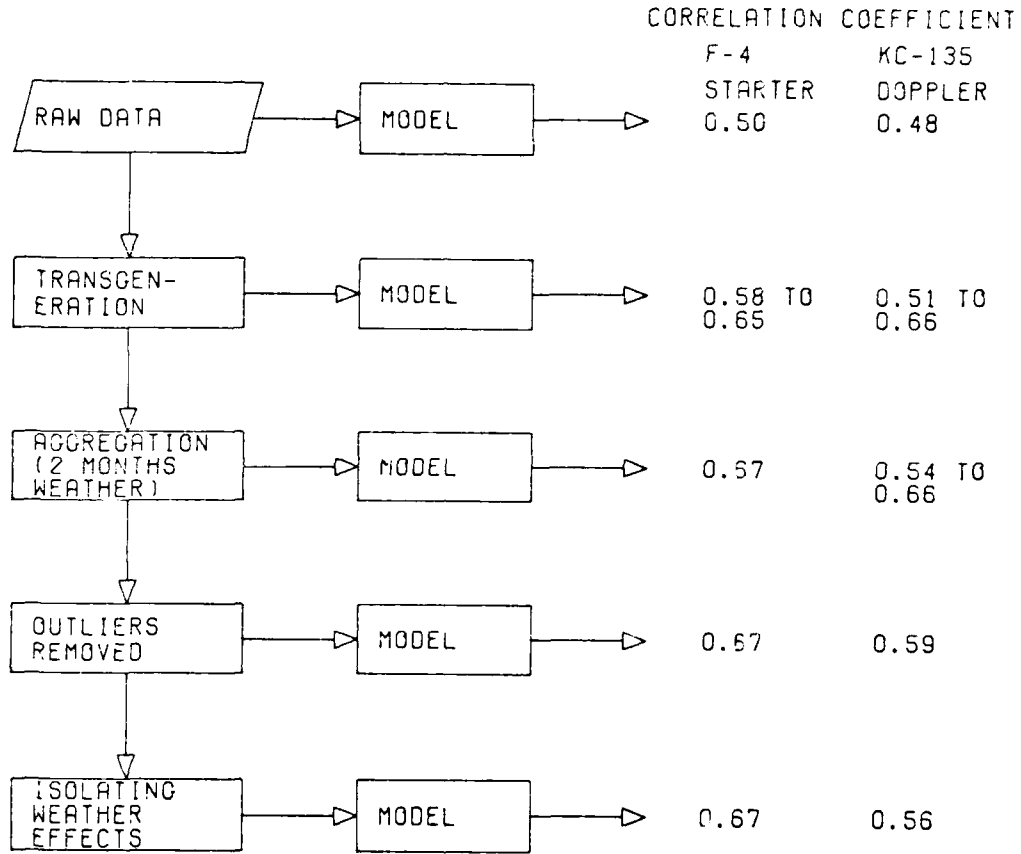 CORRELATION COEFFICIENT
F-4 KC-135
STARTER DOPPLER
RAW DATA MODEL 0.50 0.48
TRANSGEN-
ERATION
MODEL
0.58 TO
0.65
0.51 TO
0.66
AGGREGATION
(2 MONTHS
WEATHER)
MODEL
0.67
0.54 TO
0.66
OUTLIERS
REMOVED
MODEL
0.67
0.59
ISOLATING
WEATHER
EFFECTS
MODEL
0.67
0.56